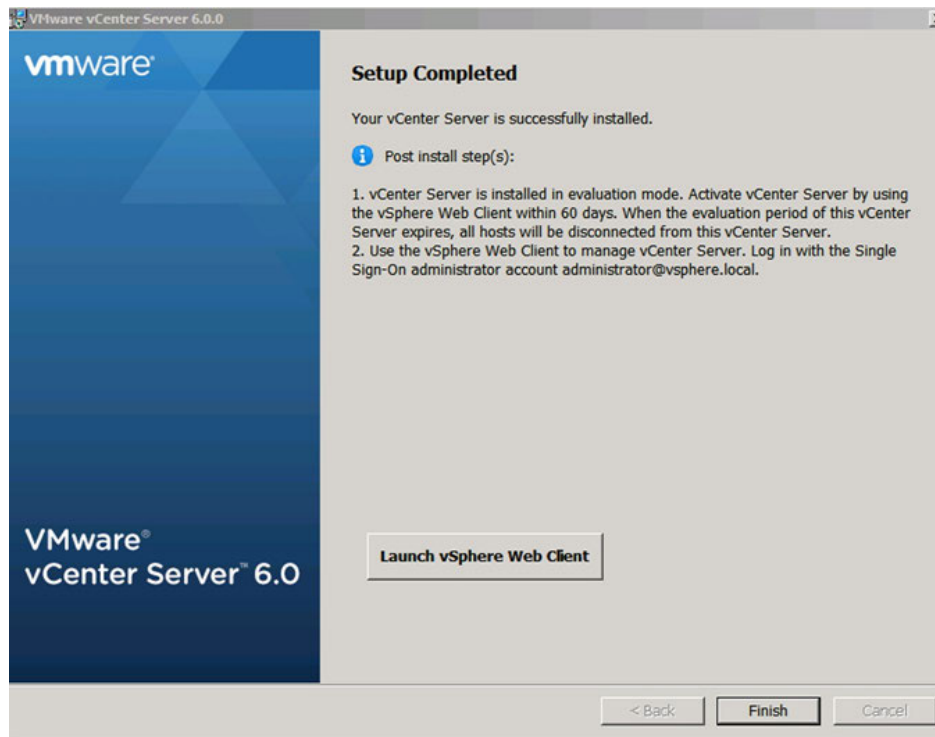 VMware vCenter Server 6.0.0
vmware®
Setup Completed
Your vCenter Server is successfully installed.
Post install step(s):
1. vCenter Server is installed in evaluation mode. Activate vCenter Server by using
the vSphere Web Client within 60 days. When the evaluation period of this vCenter
Server expires, all hosts will be disconnected from this vCenter Server.
2. Use the vSphere Web Client to manage vCenter Server. Log in with the Single
Sign-On administrator account administrator@vsphere.local.
VMware®
vCenter Server™ 6.0
Launch vSphere Web Client
< Back
Finish
Cancel